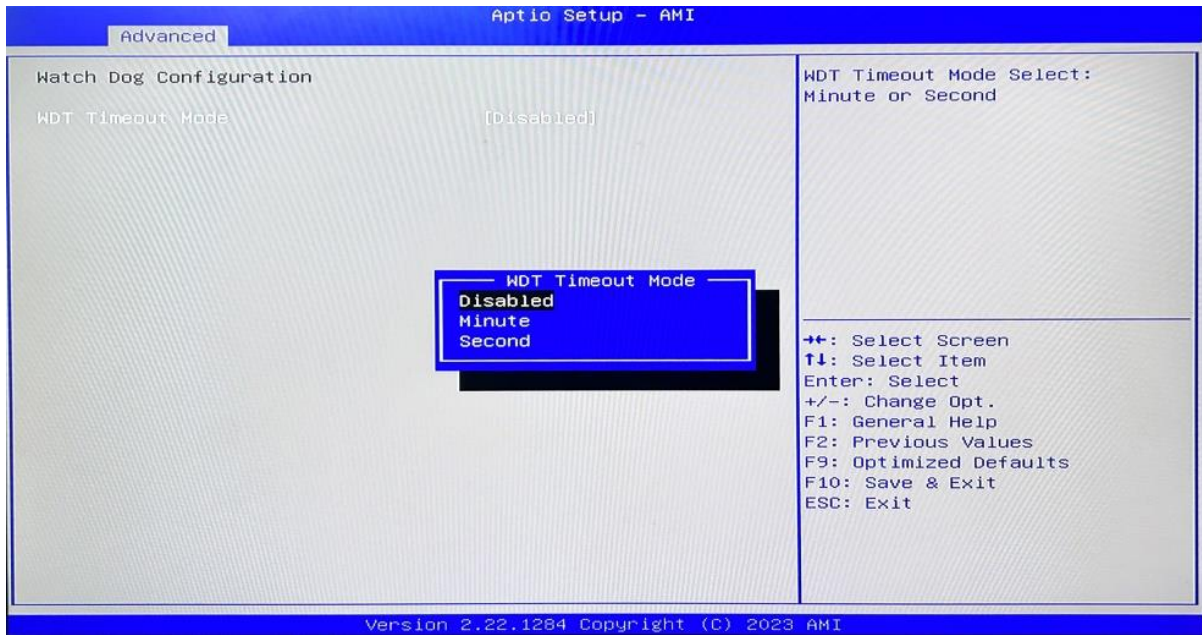 Aptio Setup - AMI
Advanced
Watch Dog Configuration
WDT Timeout Mode [Disabled]
WDT Timeout Mode
Disabled
Minute
Second
WDT Timeout Mode Select:
Minute or Second
→←: Select Screen
↑↓: Select Item
Enter: Select
+/-: Change Opt.
F1: General Help
F2: Previous Values
F9: Optimized Defaults
F10: Save & Exit
ESC: Exit
Version 2.22.1284 Copyright (C) 2023 AMI